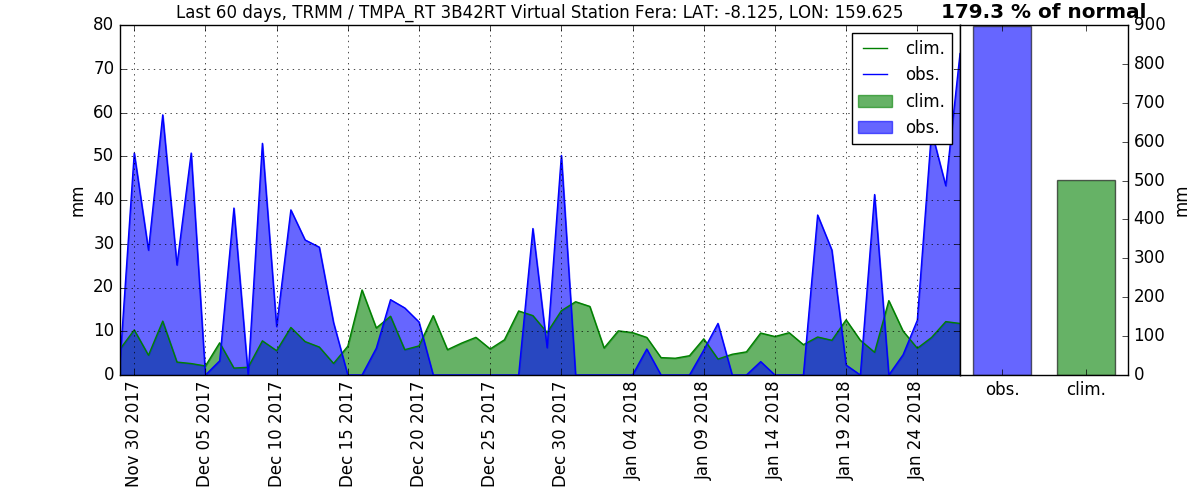 Last 60 days, TRMM / TMPA_RT 3B42RT Virtual Station Fera: LAT: -8.125, LON: 159.625
179.3 % of normal
80
70
60
50
40
30
20
10
0
mm
clim.
obs.
clim.
obs.
Nov 30 2017
Dec 05 2017
Dec 10 2017
Dec 15 2017
Dec 20 2017
Dec 25 2017
Dec 30 2017
Jan 04 2018
Jan 09 2018
Jan 14 2018
Jan 19 2018
Jan 24 2018
900
800
700
600
500
400
300
200
100
0
mm
obs.
clim.